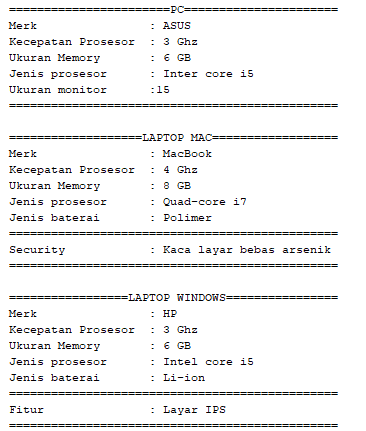 =======================PC======================
Merk                : ASUS
Kecepatan Prosesor  : 3 Ghz
Ukuran Memory       : 6 GB
Jenis prosesor      : Inter core i5
Ukuran monitor      :15
===============================================
===================LAPTOP MAC==================
Merk                : MacBook
Kecepatan Prosesor  : 4 Ghz
Ukuran Memory       : 8 GB
Jenis prosesor      : Quad-core i7
Jenis baterai       : Polimer
===============================================
Security            : Kaca layar bebas arsenik
===============================================
=================LAPTOP WINDOWS================
Merk                : HP
Kecepatan Prosesor  : 3 Ghz
Ukuran Memory       : 6 GB
Jenis prosesor      : Intel core i5
Jenis baterai       : Li-ion
===============================================
Fitur               : Layar IPS
===============================================